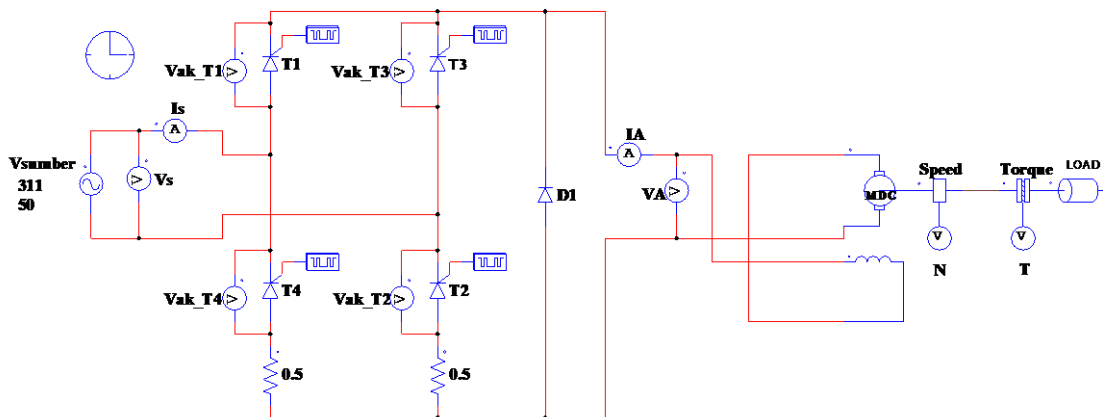 Vak_T1
T1
Vak_T3
T3
Is
A
Vsnumber
311
50
V
Vs
D1
IA
A
V
VA
MDC
Speed
Torque
LOAD
V
N
V
T
Vak_T4
V
T4
Vak_T2
V
T2
0.5
0.5
V
V